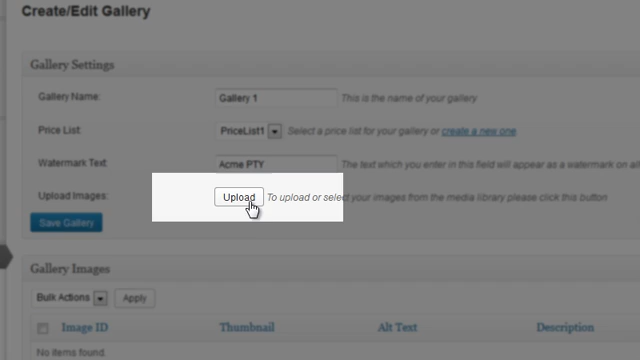 Create/Edit Gallery
Gallery Settings
Gallery Name: Gallery 1 This is the name of your gallery
Price List: PriceList1 Select a price list for your gallery or create a new one.
Watermark Text: Acme PTY The text which you enter in this field will appear as a watermark on all
Upload Images: Upload To upload or select your images from the media library please click this button
Save Gallery
Gallery Images
Bulk Actions Apply
Image ID Thumbnail Alt Text Description
No items found.